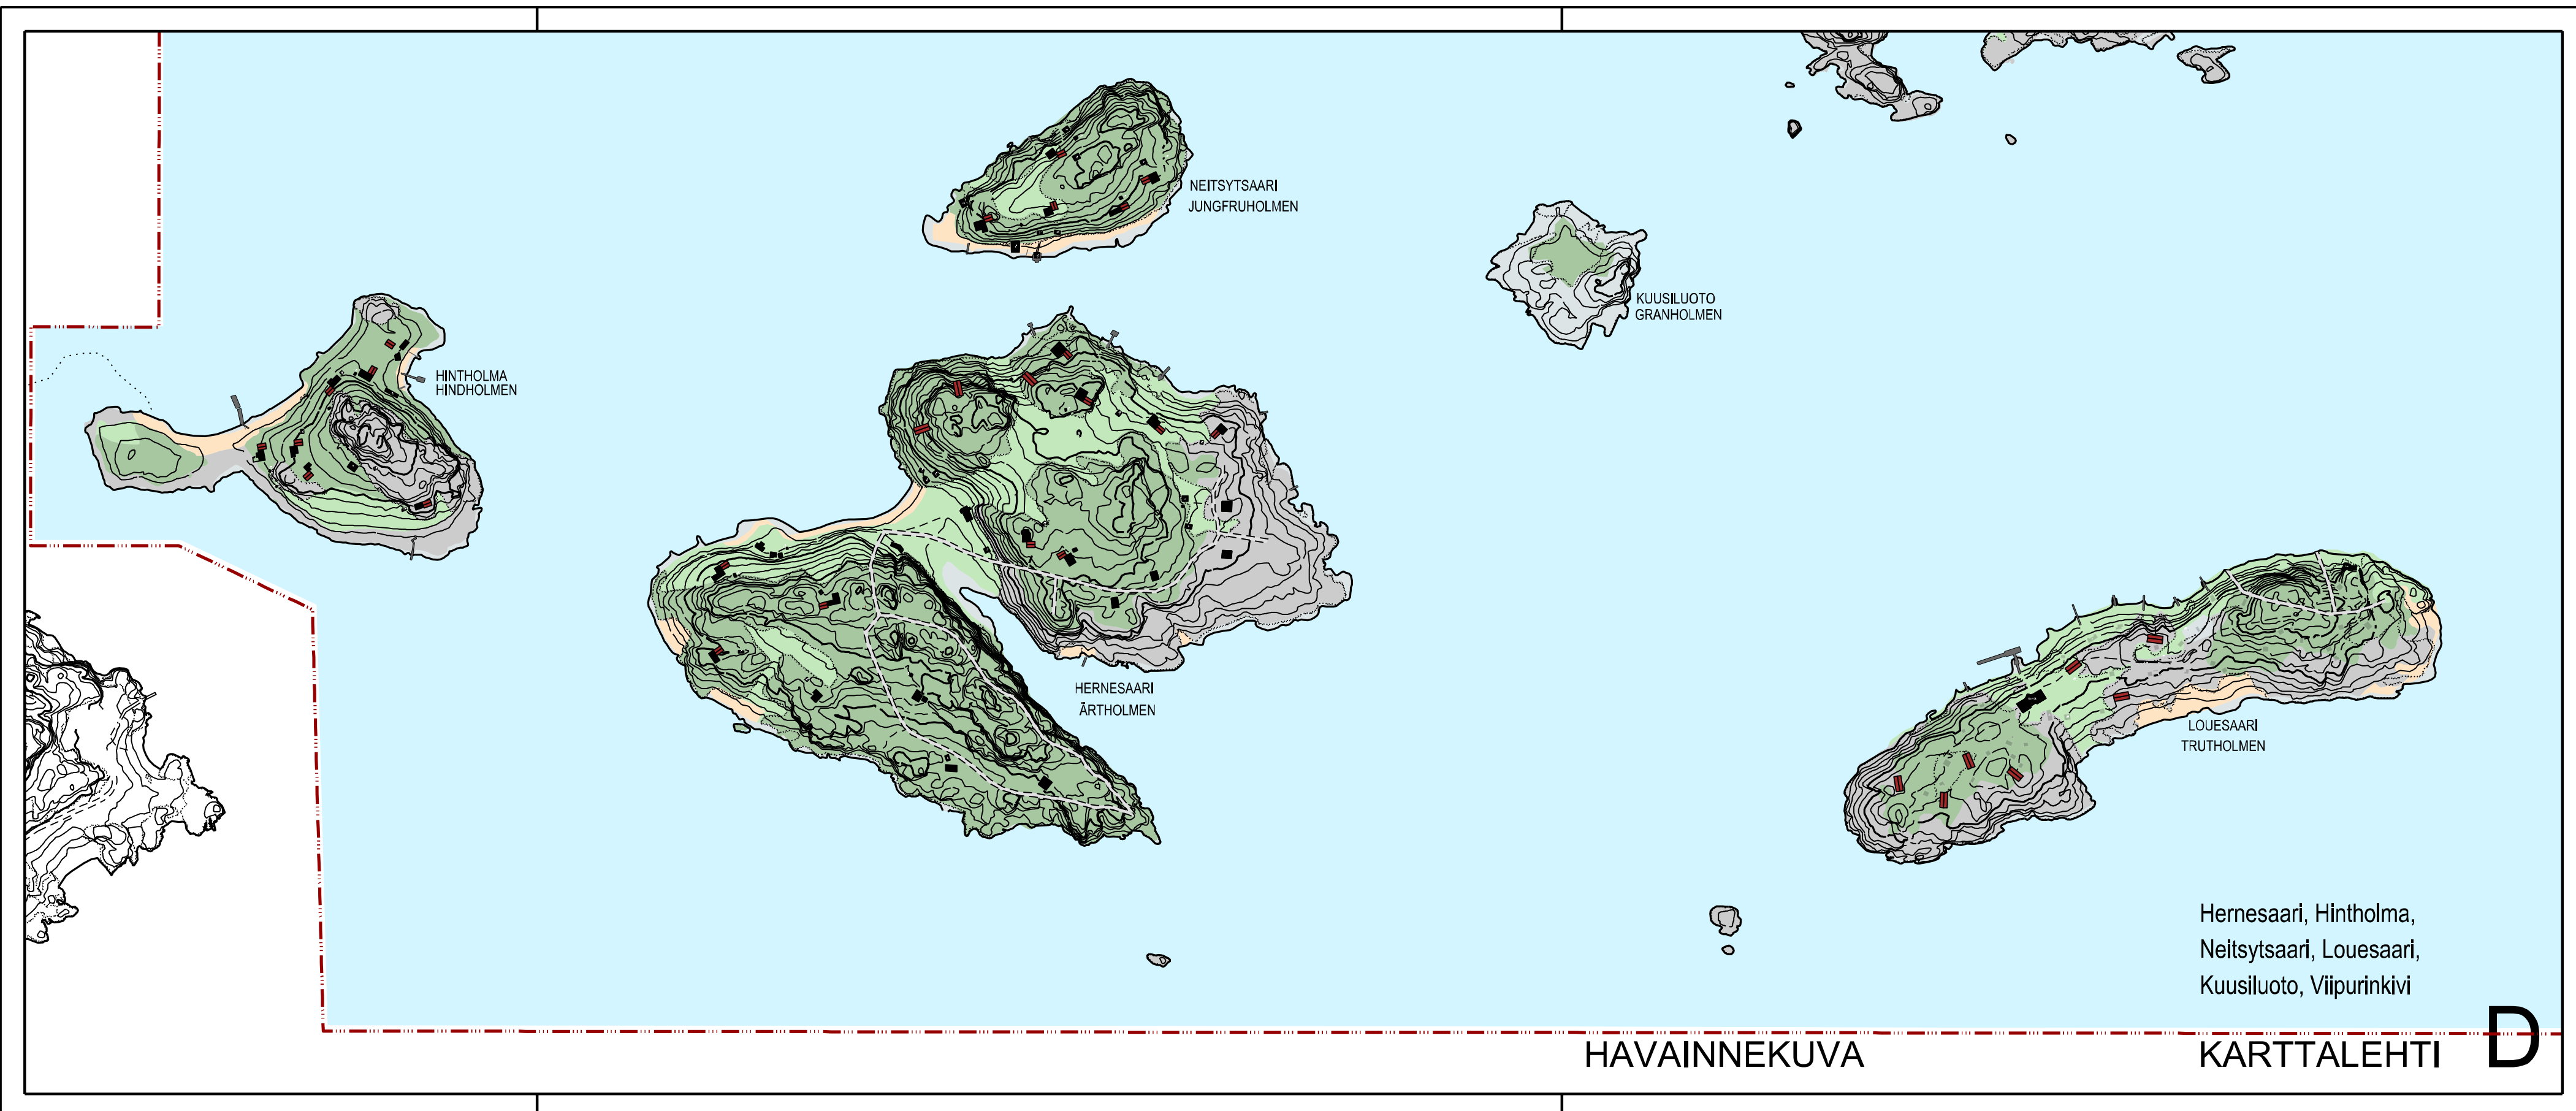 NEITSYTSAARI
JUNGFRUHOLMEN
KUUSILUOTO
GRANHOLMEN
HINTHOLMA
HINDHOLMEN
HERNESAARI
ÄRTHOLMEN
LOUESAARI
TRUTHOLMEN
Hernesaari, Hintholma,
Neitsytsaari, Louesaari,
Kuusiluoto, Viipurinkivi
HAVAINNEKUVA
KARTTALEHTI D